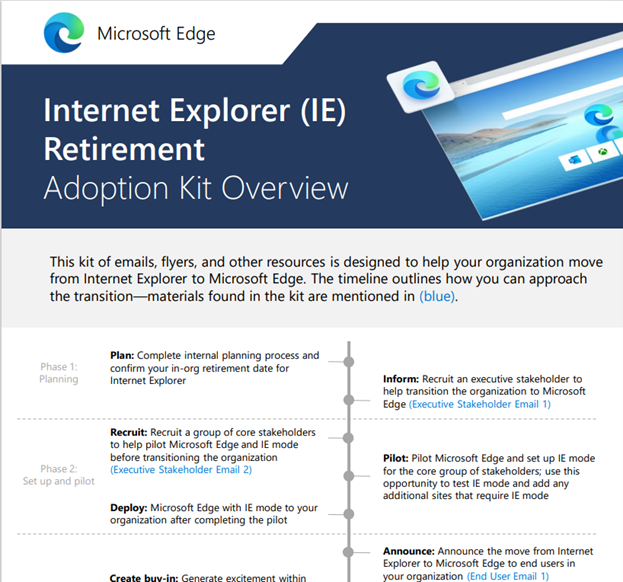 Microsoft Edge
Internet Explorer (IE)
Retirement
Adoption Kit Overview
This kit of emails, flyers, and other resources is designed to help your organization move
from Internet Explorer to Microsoft Edge. The timeline outlines how you can approach
the transition—materials found in the kit are mentioned in (blue).
Phase 1:
Planning
Plan: Complete internal planning process and
confirm your in-org retirement date for
Internet Explorer
Inform: Recruit an executive stakeholder to
help transition the organization to Microsoft
Edge (Executive Stakeholder Email 1)
Phase 2:
Set up and pilot
Recruit: Recruit a group of core stakeholders
to help pilot Microsoft Edge and IE mode
before transitioning the organization
(Executive Stakeholder Email 2)
Pilot: Pilot Microsoft Edge and set up IE mode
for the core group of stakeholders; use this
opportunity to test IE mode and add any
additional sites that require IE mode
Deploy: Microsoft Edge with IE mode to your
organization after completing the pilot
Announce: Announce the move from Internet
Explorer to Microsoft Edge to end users in
your organization (End User Email 1)
Create buy-in: Generate excitement within